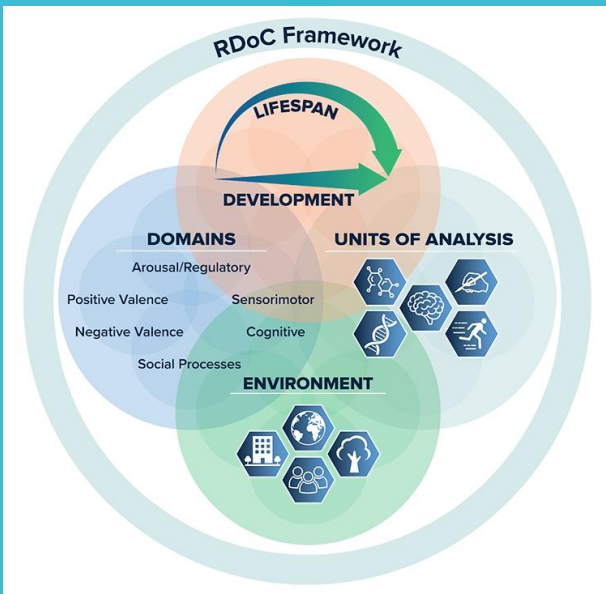 RDoC Framework
LIFESPAN
DEVELOPMENT
DOMAINS
Arousal/Regulatory
Positive Valence
Sensorimotor
Negative Valence
Cognitive
Social Processes
UNITS OF ANALYSIS
ENVIRONMENT